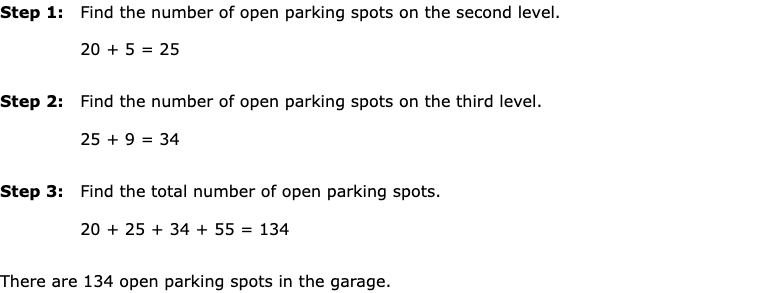 Step 1: Find the number of open parking spots on the second level.
20 + 5 = 25
Step 2: Find the number of open parking spots on the third level.
25 + 9 = 34
Step 3: Find the total number of open parking spots.
20 + 25 + 34 + 55 = 134
There are 134 open parking spots in the garage.